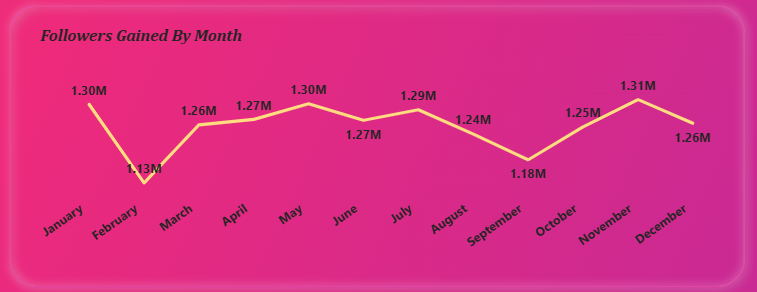 Followers Gained By Month
1.30M
1.13M
1.26M
1.27M
1.30M
1.27M
1.29M
1.24M
1.18M
1.25M
1.31M
1.26M
January
February
March
April
May
June
July
August
September
October
November
December